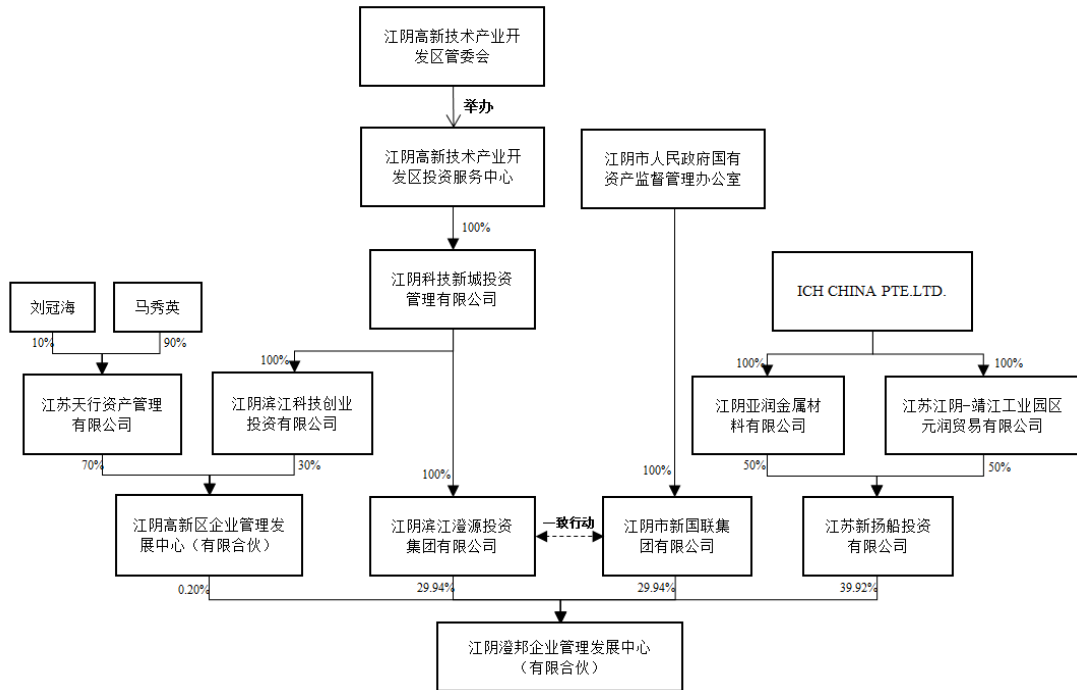 江阴高新技术产业开
发区管委会
举办
江阴高新技术产业开
发区投资服务中心
江阴市人民政府国有
资产监督管理办公室
100%
江阴科技新城投资
管理有限公司
ICH CHINA PTE.LTD.
刘冠海
马秀英
10%
90%
100%
100%
100%
江苏天行资产管理
有限公司
江阴滨江科技创业
投资有限公司
江阴亚润金属材
料有限公司
江苏江阴-靖江工业园区
元润贸易有限公司
70%
30%
100%
100%
50%
50%
江阴高新区企业管理发
展中心（有限合伙）
江阴滨江澄源投资
集团有限公司
一致行动
江阴市新国联集
团有限公司
江苏新扬船投资
有限公司
0.20%
29.94%
29.94%
39.92%
江阴澄邦企业管理发展中心
（有限合伙）